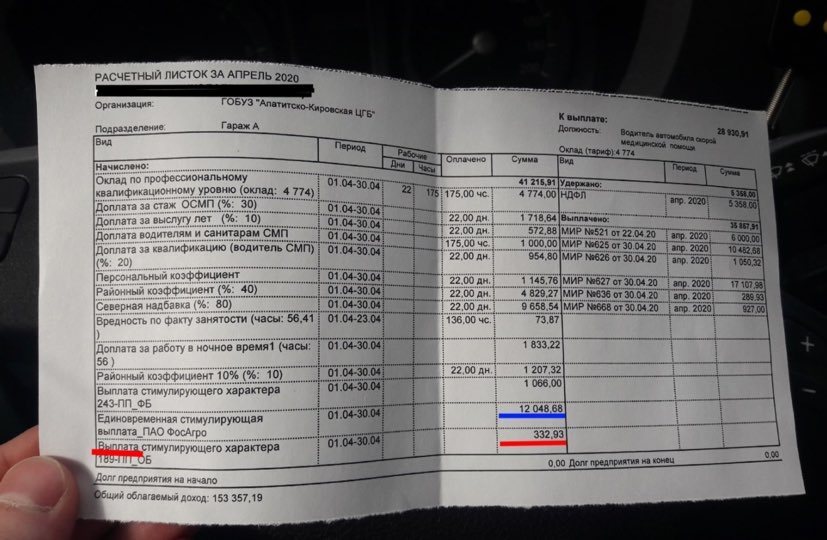 РАСЧЕТНЫЙ ЛИСТОК ЗА АПРЕЛЬ 2020
Организация: ГОБУЗ "Апатитско-Кировская ЦГБ"
Подразделение: Гараж А
К выплате: 28 930,91
Должность: Водитель автомобиля скорой
медицинской помощи
Оклад (тариф): 4 774
Вид Период Рабочие Оплачено Сумма Вид Период Сумма
Дни Часы
Начислено: 41 215,91 Удержано: 5 358,00
Оклад по профессиональному
квалификационному уровню (оклад: 4 774) 01.04-30.04 22 175 175,00 чс. 4 774,00 НДФЛ апр. 2020 5 358,00
Доплата за стаж ОСМП (%: 30) 01.04-30.04 22,00 дн. 1 718,64 Выплачено: 35 857,91
Доплата за выслугу лет (%: 10) 01.04-30.04 22,00 дн. 572,88 МИР №521 от 22.04.20 апр. 2020 6 000,00
Доплата водителям и санитарам СМП 01.04-30.04 175,00 чс. 1 000,00 МИР №625 от 30.04.20 апр. 2020 10 482,68
Доплата за квалификацию (водитель СМП)
(%: 20) 01.04-30.04 22,00 дн. 954,80 МИР №626 от 30.04.20 апр. 2020 1 050,32
Персональный коэффициент 01.04-30.04 22,00 дн. 1 145,76 МИР №627 от 30.04.20 апр. 2020 17 107,98
Районный коэффициент (%: 40) 01.04-30.04 22,00 дн. 4 829,27 МИР №636 от 30.04.20 апр. 2020 289,93
Северная надбавка (%: 80) 01.04-30.04 22,00 дн. 9 658,54 МИР №668 от 30.04.20 апр. 2020 927,00
Вредность по факту занятости (часы: 56,41
) 01.04-23.04 136,00 чс. 73,87
Доплата за работу в ночное время1 (часы:
56 ) 01.04-30.04 1 833,22
Районный коэффициент 10% (%: 10) 01.04-30.04 22,00 дн. 1 207,32
Выплата стимулирующего характера
243-ПП_ФБ 01.04-30.04 1 066,00
Единовременная стимулирующая
выплата_ПАО ФосАгро 01.04-30.04 12 048,68
Выплата стимулирующего характера
189-ПП_ОБ 01.04-30.04 332,93
Долг предприятия на начало 0,00 Долг предприятия на конец 0,00
Общий облагаемый доход: 153 357,19